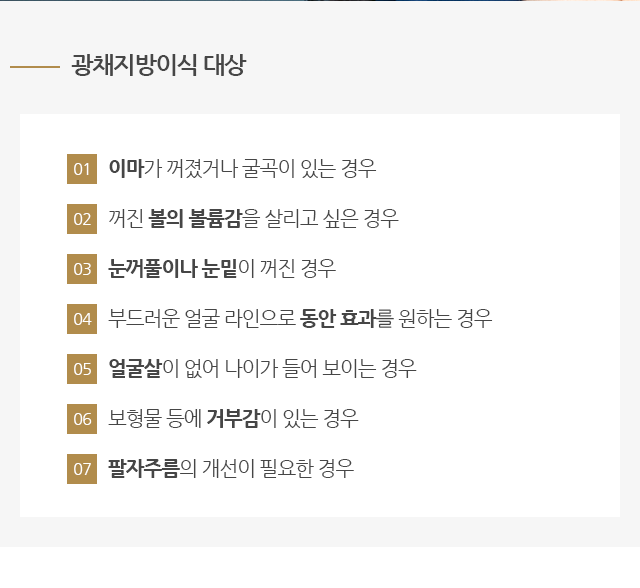 광채지방이식 대상
01 이마가 꺼졌거나 굴곡이 있는 경우
02 꺼진 볼의 볼륨감을 살리고 싶은 경우
03 눈꺼풀이나 눈밑이 꺼진 경우
04 부드러운 얼굴 라인으로 동안 효과를 원하는 경우
05 얼굴살이 없어 나이가 들어 보이는 경우
06 보형물 등에 거부감이 있는 경우
07 팔자주름의 개선이 필요한 경우